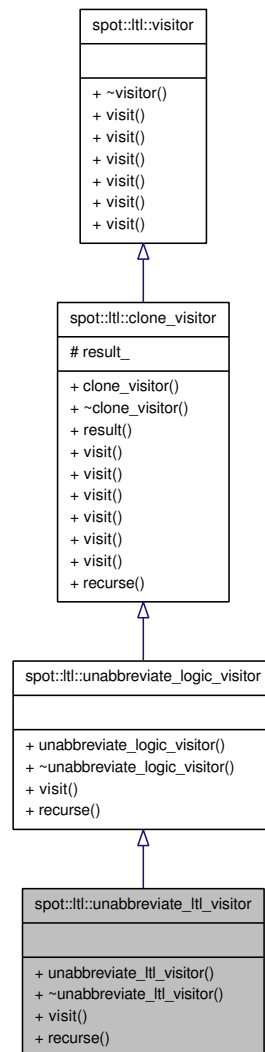 spot::ltl::visitor
+ ~visitor()
+ visit()
+ visit()
+ visit()
+ visit()
+ visit()
+ visit()
spot::ltl::clone_visitor
# result_
+ clone_visitor()
+ ~clone_visitor()
+ result()
+ visit()
+ visit()
+ visit()
+ visit()
+ visit()
+ visit()
+ recurse()
spot::ltl::unabbreviate_logic_visitor
+ unabbreviate_logic_visitor()
+ ~unabbreviate_logic_visitor()
+ visit()
+ recurse()
spot::ltl::unabbreviate_ltl_visitor
+ unabbreviate_ltl_visitor()
+ ~unabbreviate_ltl_visitor()
+ visit()
+ recurse()